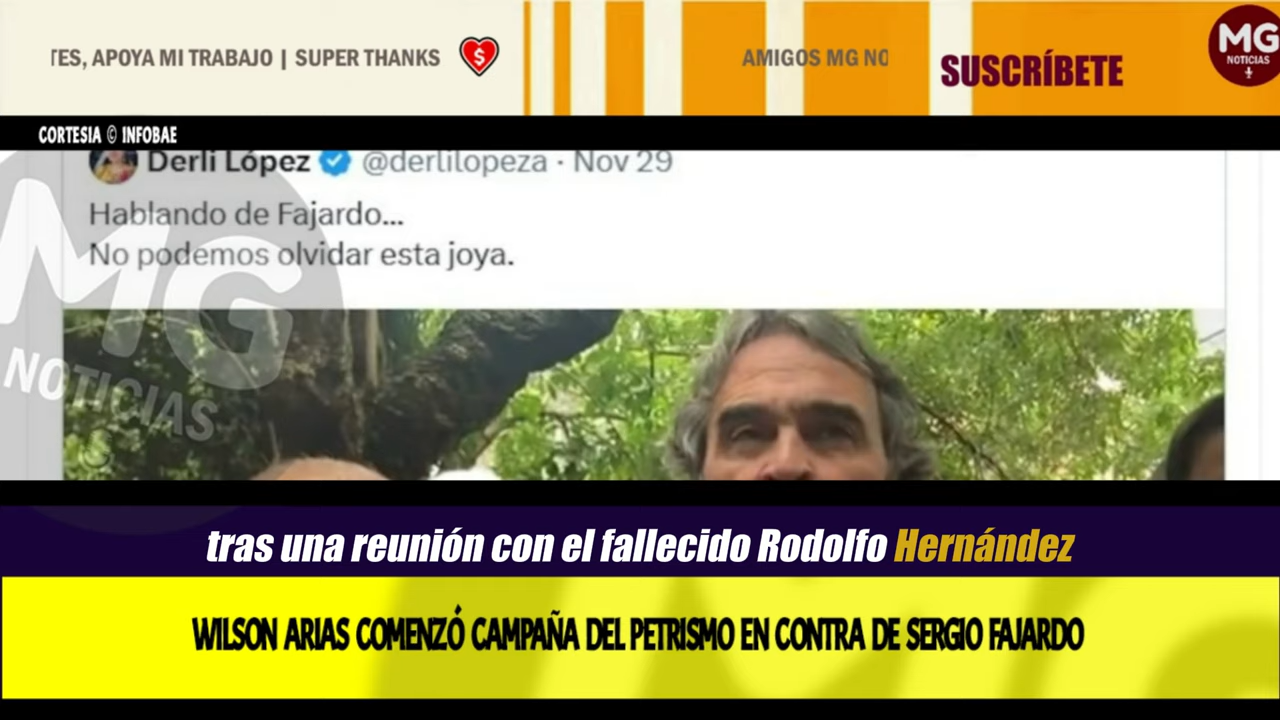 TES, APOYA MI TRABAJO | SUPER THANKS
AMIGOS MG NO
SUSCRÍBETE
MG
NOTICIAS
CORTESIA © INFOBAE
Derli López @derlilopeza · Nov 29
Hablando de Fajardo...
No podemos olvidar esta joya.
MG
NOTICIAS
tras una reunión con el fallecido Rodolfo Hernández
WILSON ARIAS COMENZÓ CAMPAÑA DEL PETRISMO EN CONTRA DE SERGIO FAJARDO